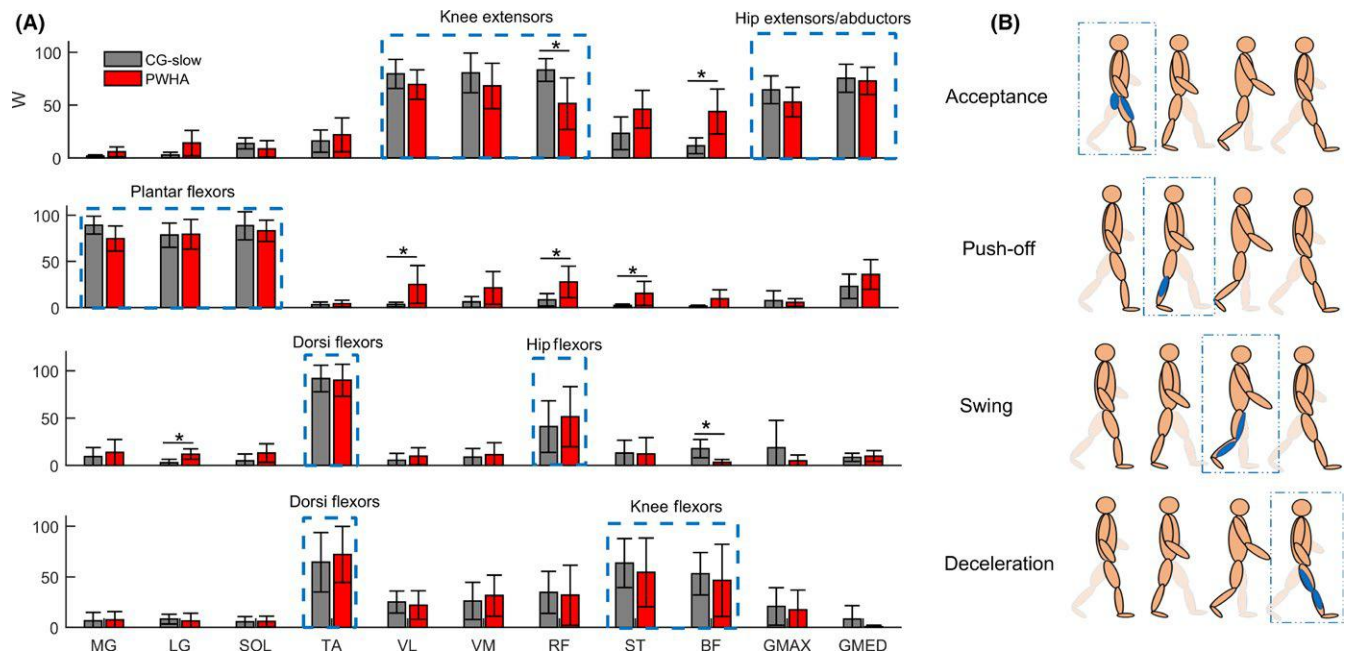 (A)
Knee extensors
Hip extensors/abductors
(B)
100
CG-slow
PWHA
*
*
W
50
0
Acceptance
Plantar flexors
100
50
0
*
*
*
Push-off
Dorsi flexors
Hip flexors
100
50
0
*
*
Swing
Dorsi flexors
Knee flexors
100
50
0
Deceleration
MG LG SOL TA VL VM RF ST BF GMAX GMED